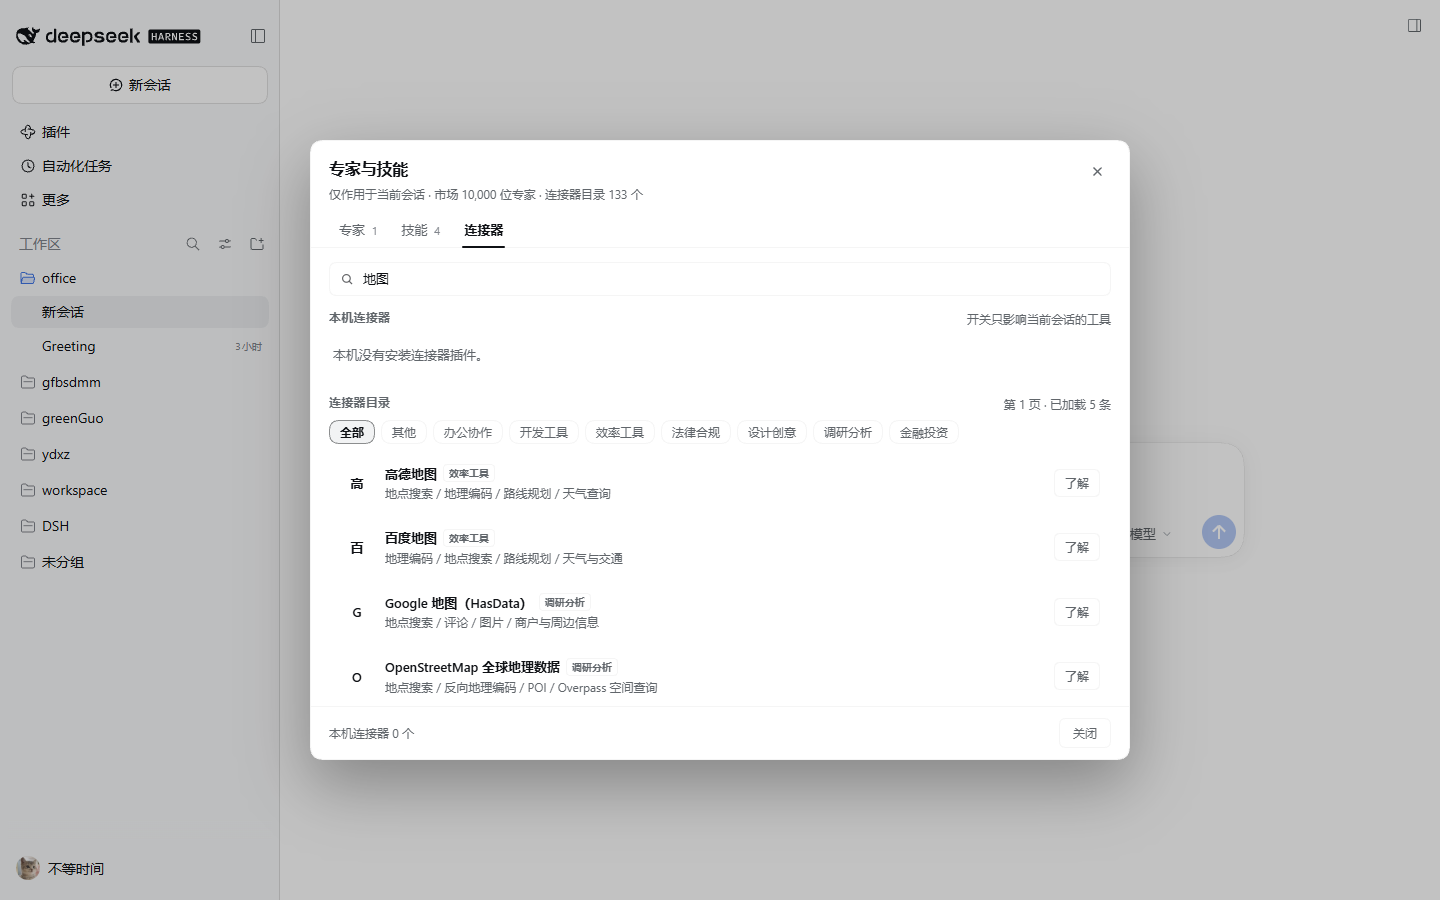 deepseek HARNESS
新会话
插件
自动化任务
更多
工作区
office
新会话
Greeting 3 小时
gfbsdmm
greenGuo
ydxz
workspace
DSH
未分组
不等时间
专家与技能
仅作用于当前会话 · 市场 10,000 位专家 · 连接器目录 133 个
专家 1 技能 4 连接器
地图
本机连接器 开关只影响当前会话的工具
本机没有安装连接器插件。
连接器目录 第 1 页 · 已加载 5 条
全部 其他 办公协作 开发工具 效率工具 法律合规 设计创意 调研分析 金融投资
高 高德地图 效率工具 了解
地点搜索 / 地理编码 / 路线规划 / 天气查询
百 百度地图 效率工具 了解
地理编码 / 地点搜索 / 路线规划 / 天气与交通
G Google 地图（HasData） 调研分析 了解
地点搜索 / 评论 / 图片 / 商户与周边信息
O OpenStreetMap 全球地理数据 调研分析 了解
地点搜索 / 反向地理编码 / POI / Overpass 空间查询
本机连接器 0 个 关闭
模型